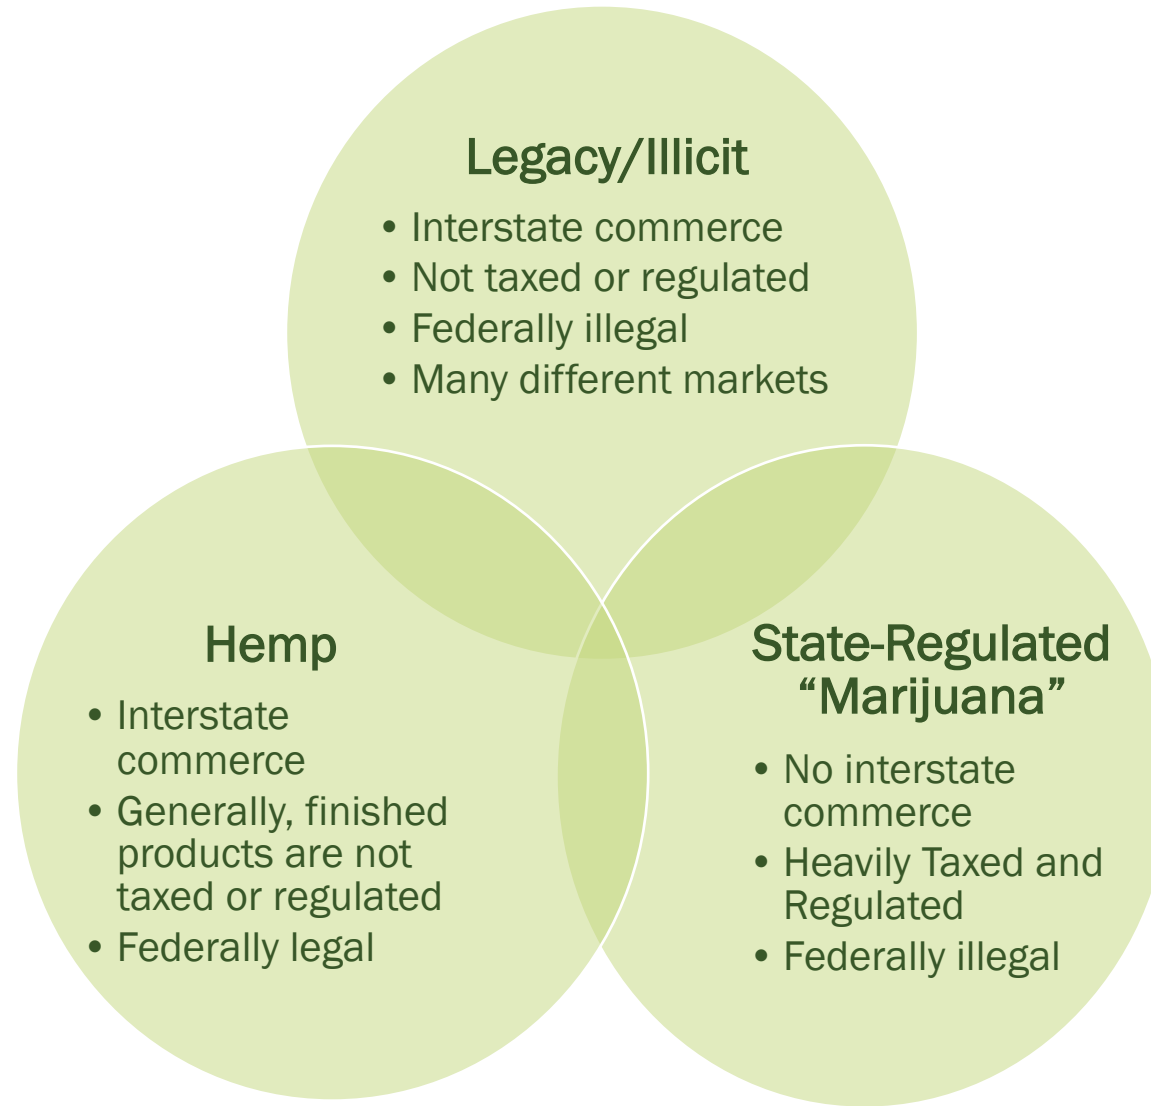 Legacy/Illicit
• Interstate commerce
• Not taxed or regulated
• Federally illegal
• Many different markets
Hemp
• Interstate
commerce
• Generally, finished
products are not
taxed or regulated
• Federally legal
State-Regulated
“Marijuana”
• No interstate
commerce
• Heavily Taxed and
Regulated
• Federally illegal